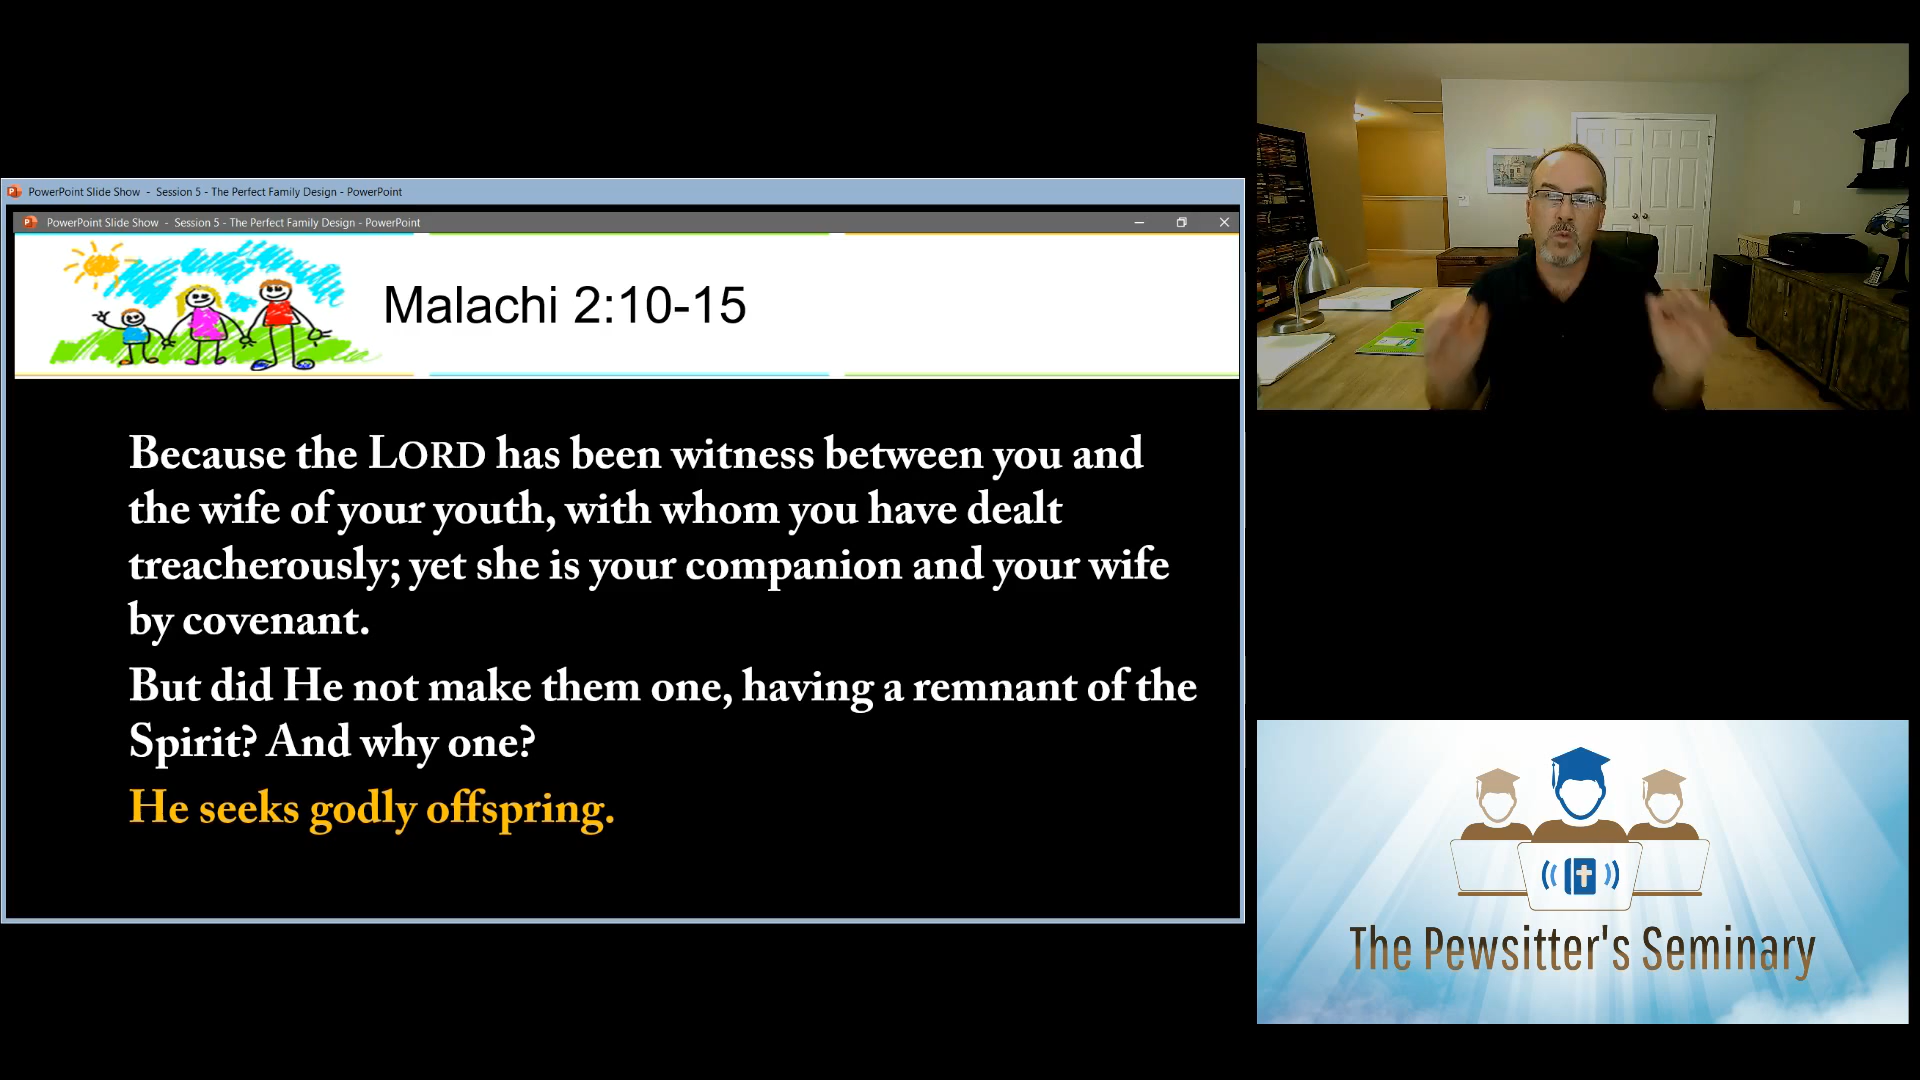 PowerPoint Slide Show - Session 5 - The Perfect Family Design - PowerPoint
PowerPoint Slide Show - Session 5 - The Perfect Family Design - PowerPoint
Malachi 2:10-15
Because the LORD has been witness between you and
the wife of your youth, with whom you have dealt
treacherously; yet she is your companion and your wife
by covenant.
But did He not make them one, having a remnant of the
Spirit? And why one?
He seeks godly offspring.
The Pewsitter's Seminary